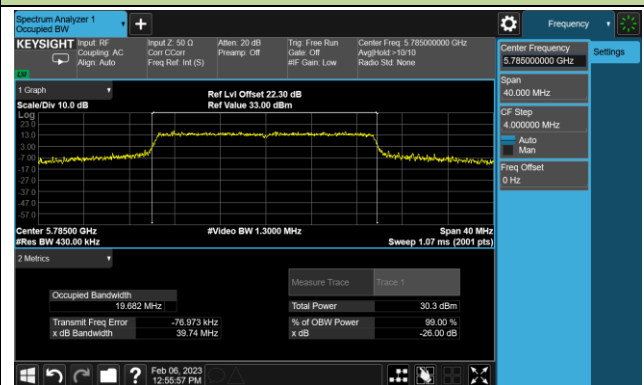 Spectrum Analyzer 1
Occupied BW
Frequency
KEYSIGHT
Input: RF
Coupling: AC
Align: Auto
Input Z: 50 Ω
Corr CCorr
Freq Ref: Int (S)
Atten: 20 dB
Preamp: Off
Trig: Free Run
Gate: Off
#IF Gain: Low
Center Freq: 5.785000000 GHz
Avg|Hold:>10/10
Radio Std: None
Center Frequency
5.785000000 GHz
Settings
Span
40.000 MHz
CF Step
4.000000 MHz
Auto
Man
Freq Offset
0 Hz
1 Graph
Scale/Div 10.0 dB
Ref Lvl Offset 22.30 dB
Ref Value 33.00 dBm
Log
23.0
13.0
3.00
-7.00
-17.0
-27.0
-37.0
-47.0
-57.0
Center 5.78500 GHz
#Video BW 1.3000 MHz
Span 40 MHz
#Res BW 430.00 kHz
Sweep 1.07 ms (2001 pts)
2 Metrics
Measure Trace Trace 1
Occupied Bandwidth
19.682 MHz
Total Power 30.3 dBm
Transmit Freq Error -76.973 kHz
% of OBW Power 99.00 %
x dB Bandwidth 39.74 MHz
x dB -26.00 dB
Feb 06, 2023
12:55:57 PM